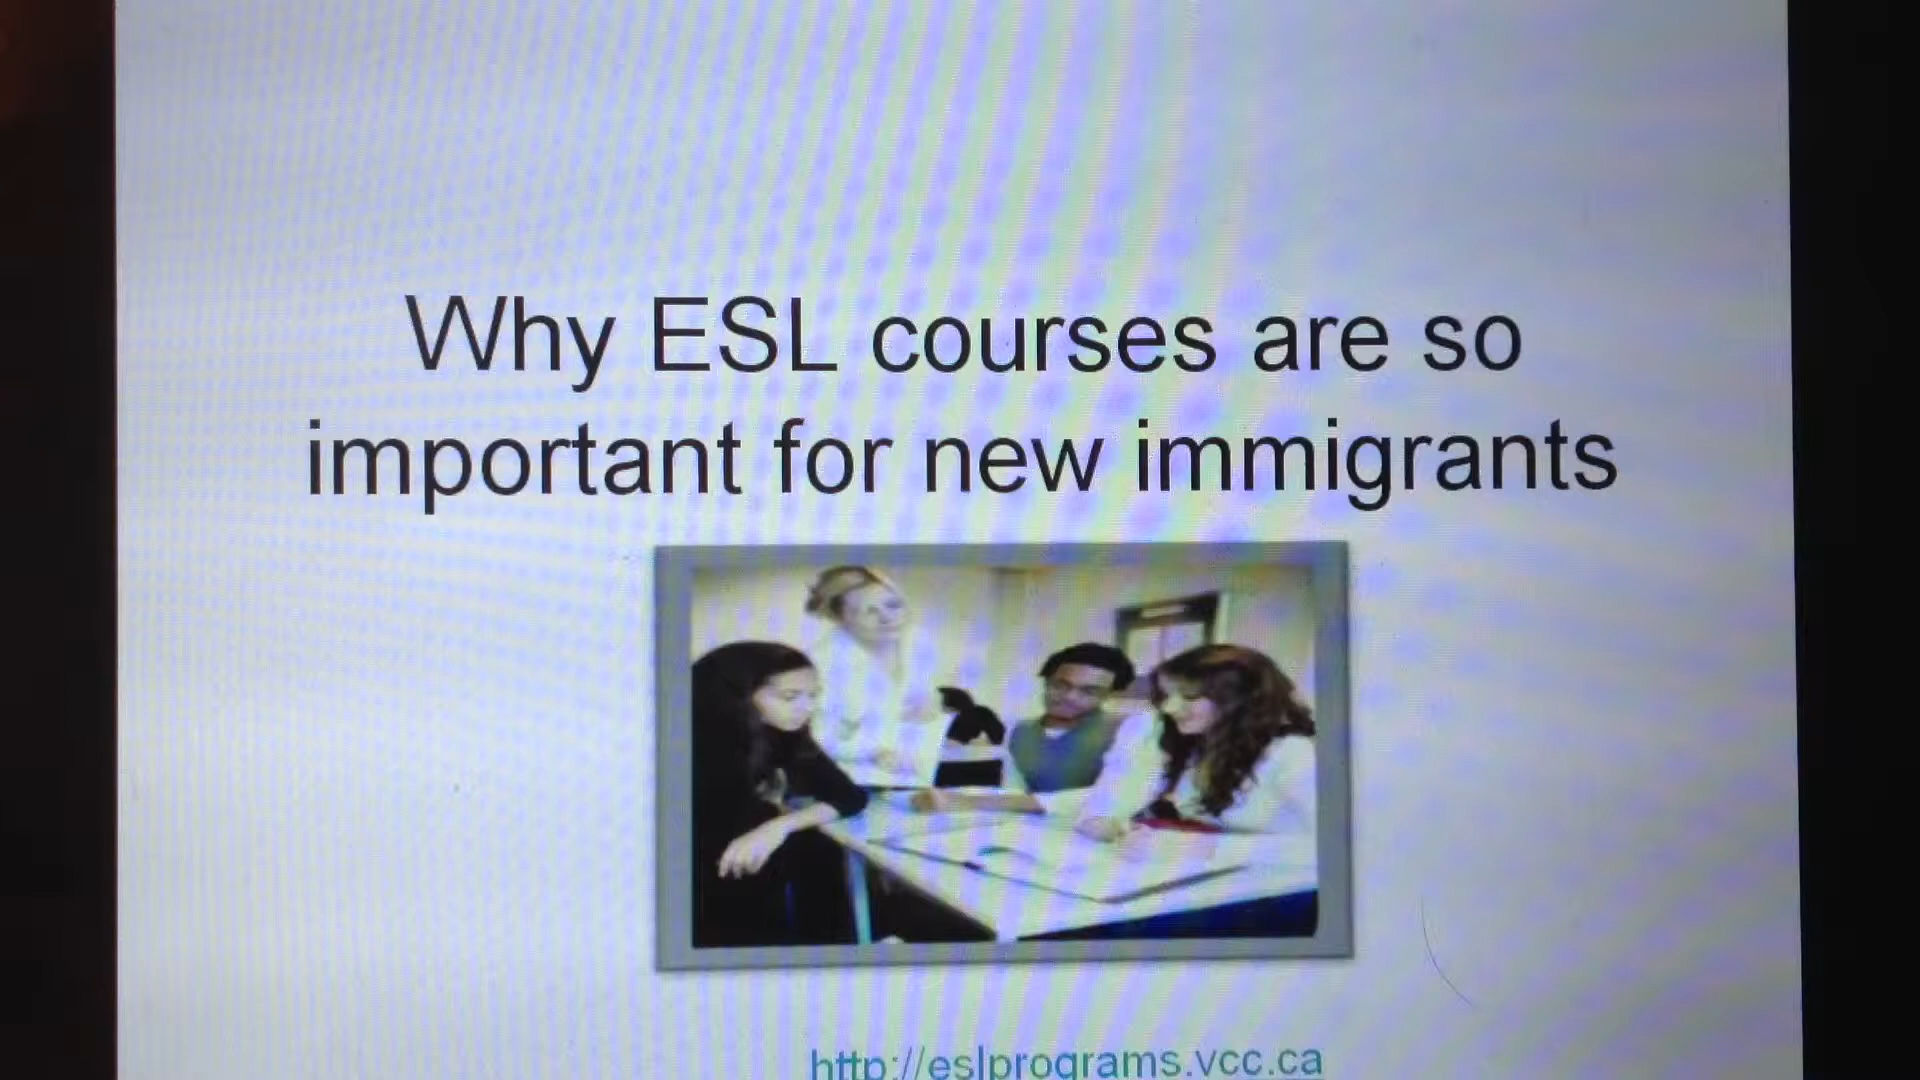 Why ESL courses are so
important for new immigrants
http://eslprograms.vcc.ca